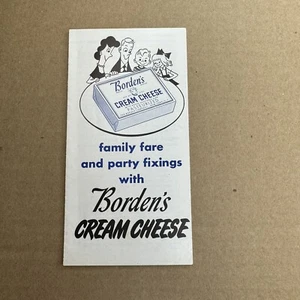 Borden's
CREAM CHEESE
family fare
and party fixings
with
Borden's
CREAM CHEESE